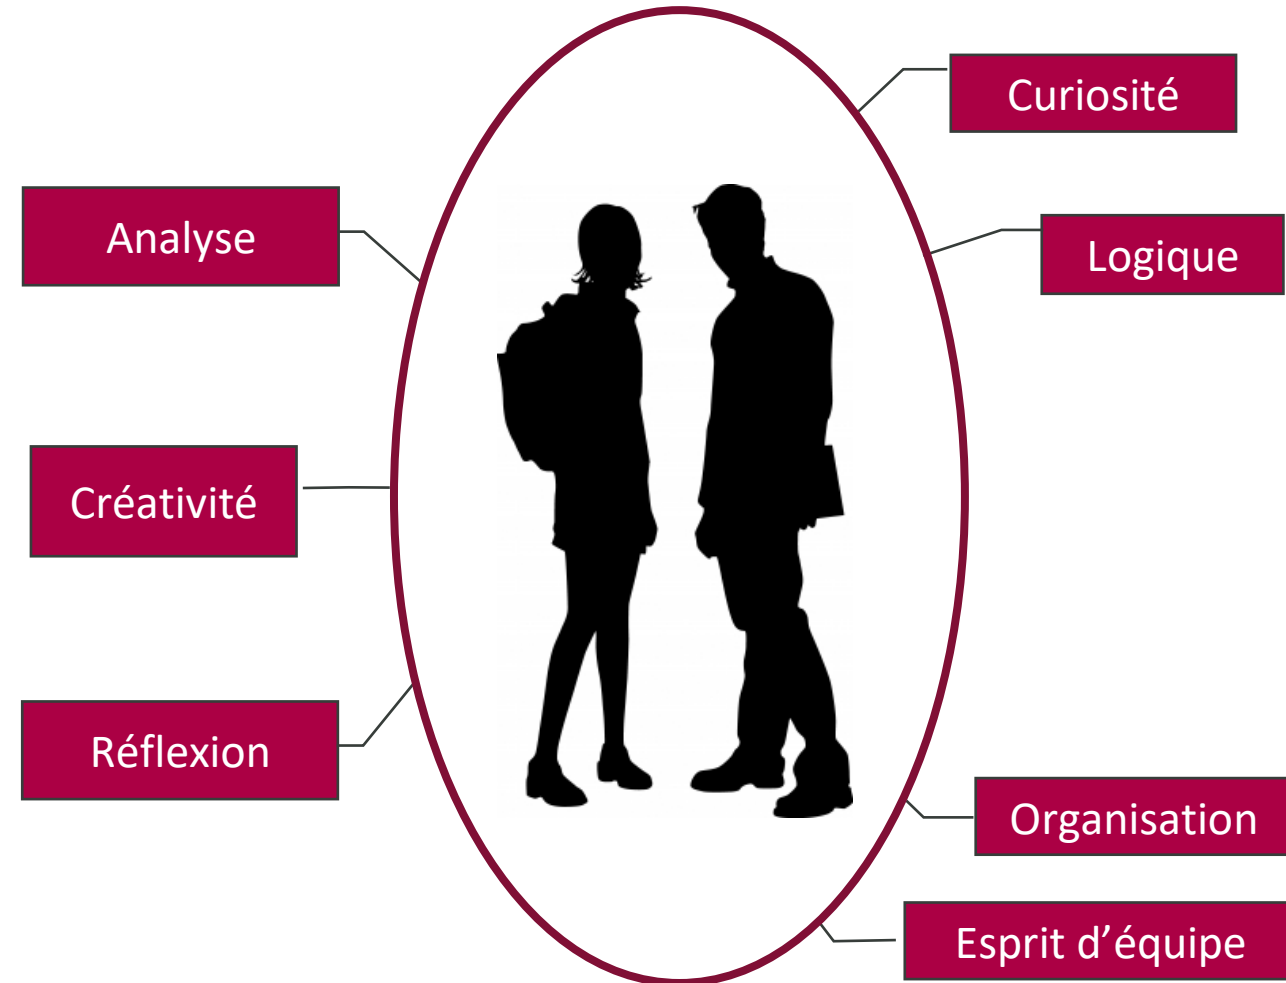 Curiosité
Analyse
Logique
Créativité
Réflexion
Organisation
Esprit d’équipe